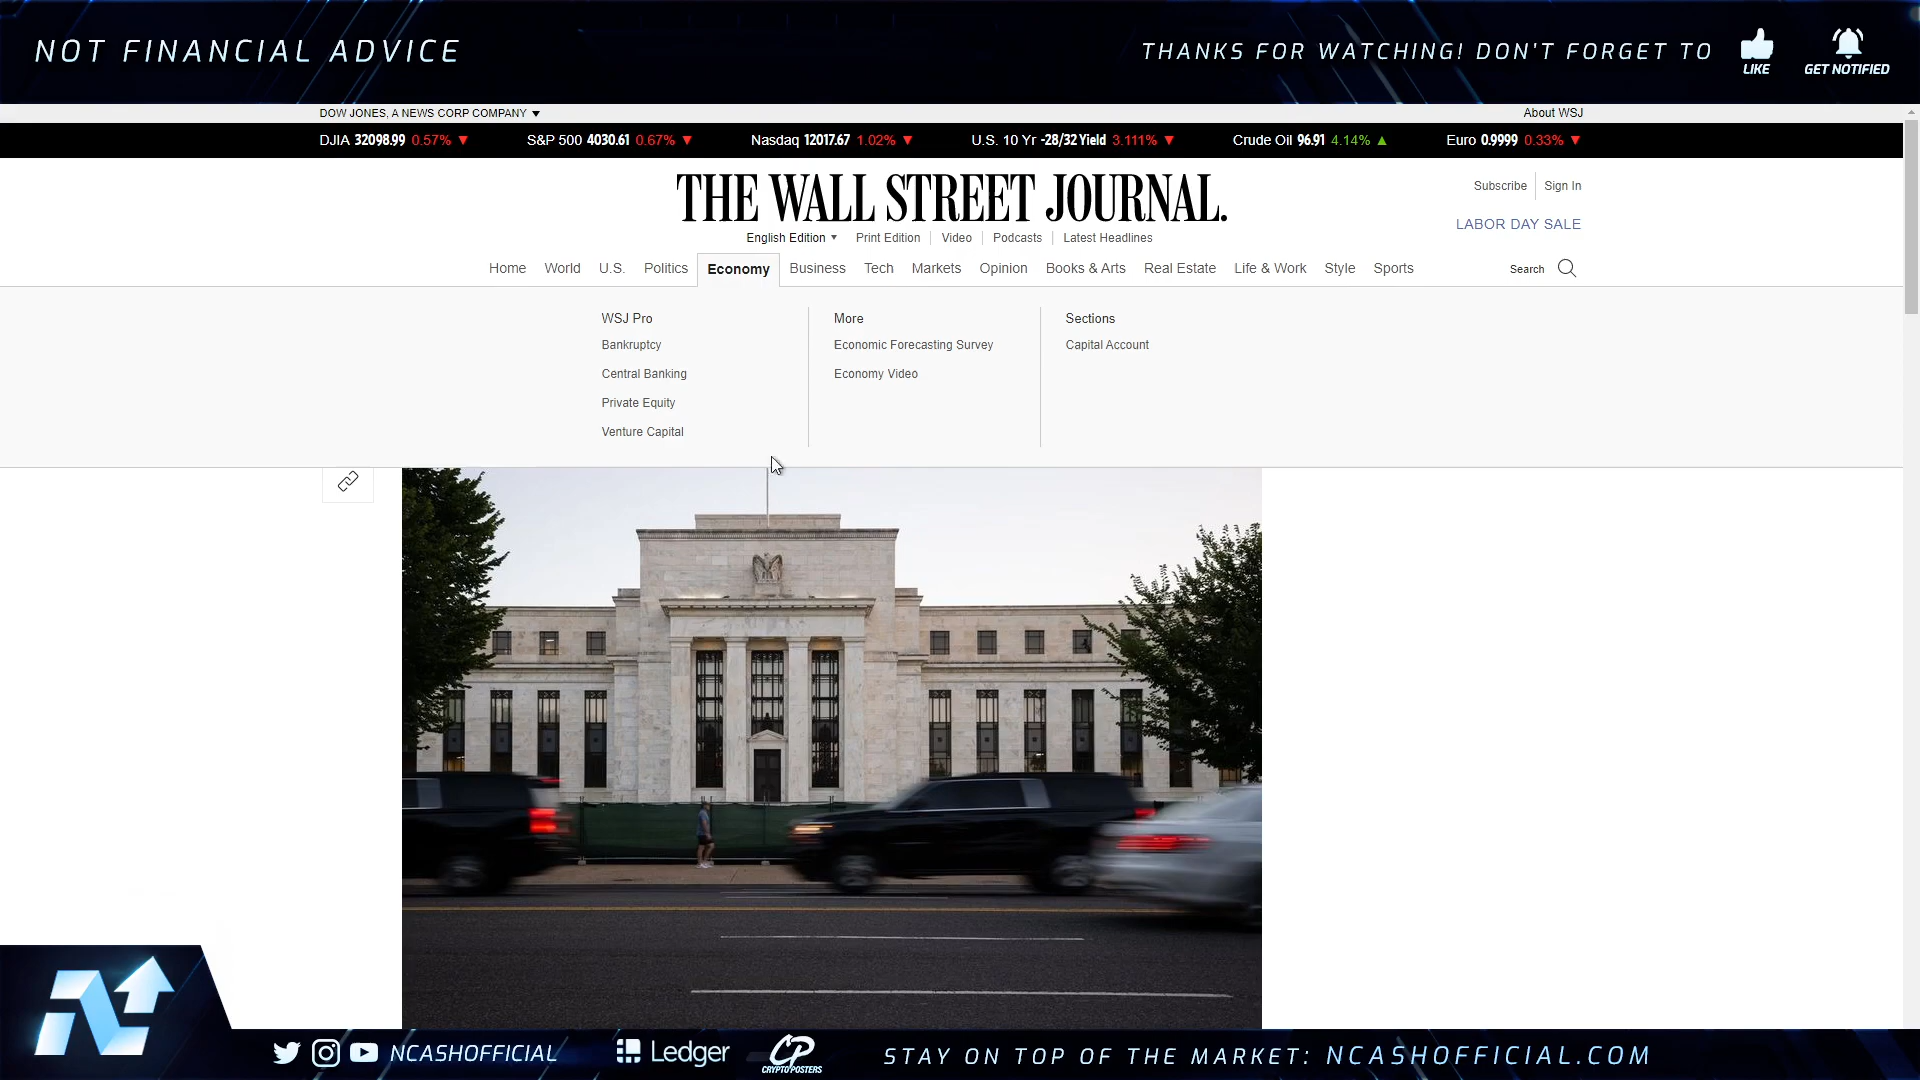 NOT FINANCIAL ADVICE
THANKS FOR WATCHING! DON'T FORGET TO
LIKE
GET NOTIFIED
DOW JONES, A NEWS CORP COMPANY ▼
About WSJ
DJIA 32098.99 0.57% ▼
S&P 500 4030.61 0.67% ▼
Nasdaq 12017.67 1.02% ▼
U.S. 10 Yr -28/32 Yield 3.111% ▼
Crude Oil 96.91 4.14% ▲
Euro 0.9999 0.33% ▼
THE WALL STREET JOURNAL.
Subscribe
Sign In
LABOR DAY SALE
English Edition ▼
Print Edition
Video
Podcasts
Latest Headlines
Home
World
U.S.
Politics
Economy
Business
Tech
Markets
Opinion
Books & Arts
Real Estate
Life & Work
Style
Sports
Search
WSJ Pro
Bankruptcy
Central Banking
Private Equity
Venture Capital
More
Economic Forecasting Survey
Economy Video
Sections
Capital Account
NCASHOFFICIAL
Ledger
CP
CRYPTOPOSTERS
STAY ON TOP OF THE MARKET: NCASHOFFICIAL.COM